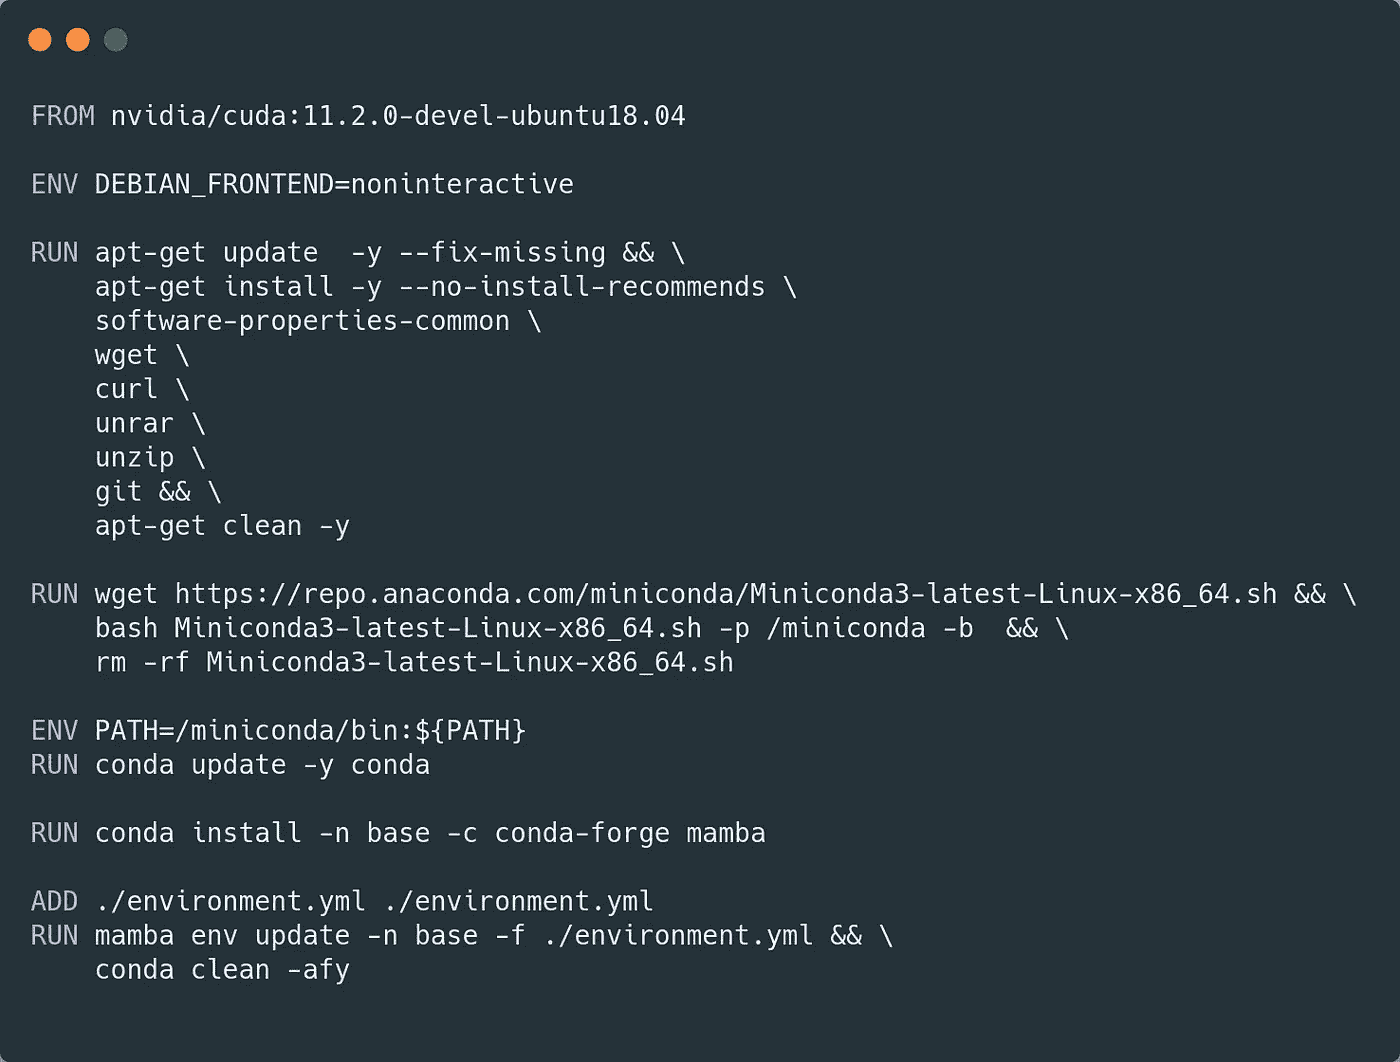 FROM nvidia/cuda:11.2.0-devel-ubuntu18.04
ENV DEBIAN_FRONTEND=noninteractive
RUN apt-get update  -y --fix-missing && \
    apt-get install -y --no-install-recommends \
    software-properties-common \
    wget \
    curl \
    unrar \
    unzip \
    git && \
    apt-get clean -y
RUN wget https://repo.anaconda.com/miniconda/Miniconda3-latest-Linux-x86_64.sh && \
    bash Miniconda3-latest-Linux-x86_64.sh -p /miniconda -b  && \
    rm -rf Miniconda3-latest-Linux-x86_64.sh
ENV PATH=/miniconda/bin:${PATH}
RUN conda update -y conda
RUN conda install -n base -c conda-forge mamba
ADD ./environment.yml ./environment.yml
RUN mamba env update -n base -f ./environment.yml && \
    conda clean -afy